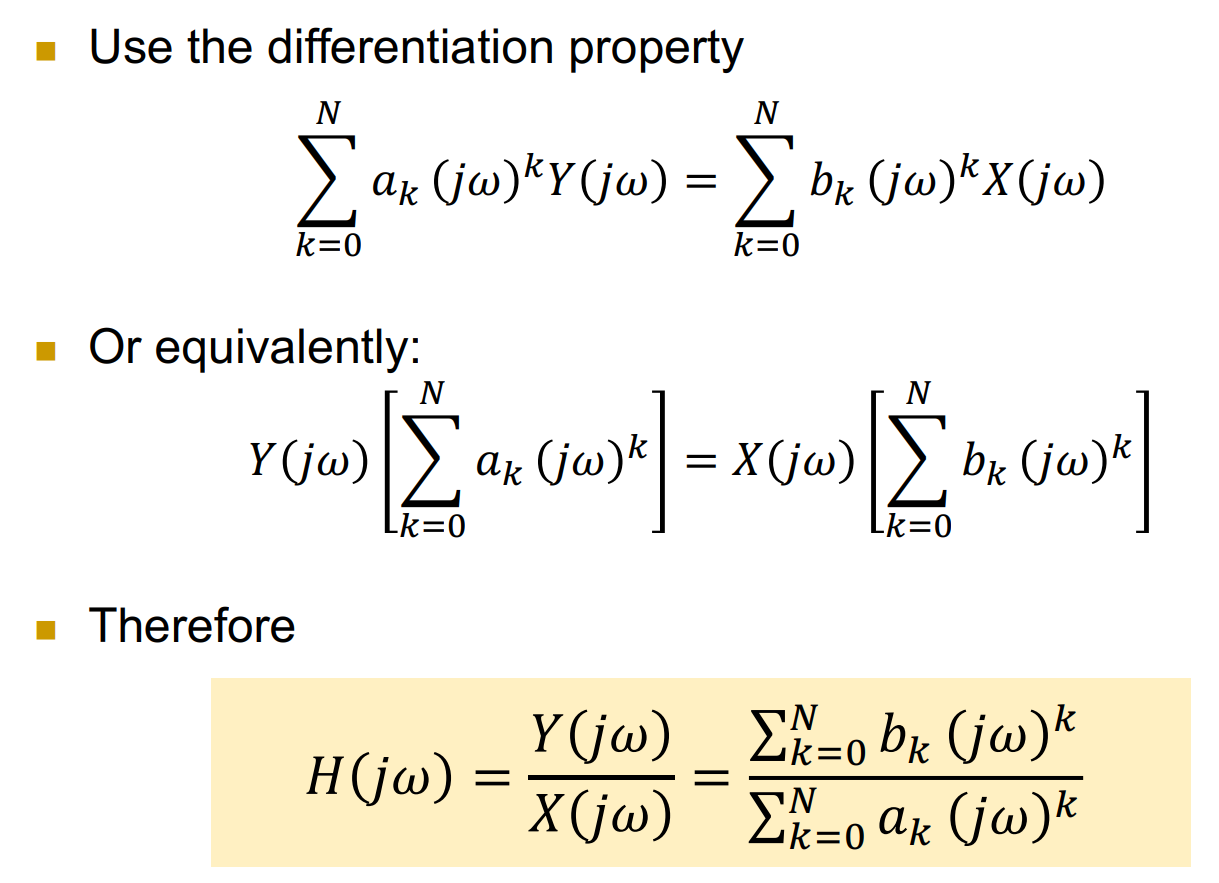 ■ Use the differentiation property
∑_{k=0}^{N} a_k (jω)^k Y(jω) = ∑_{k=0}^{N} b_k (jω)^k X(jω)
■ Or equivalently:
Y(jω) [∑_{k=0}^{N} a_k (jω)^k] = X(jω) [∑_{k=0}^{N} b_k (jω)^k]
■ Therefore
H(jω) = Y(jω)/X(jω) = (∑_{k=0}^{N} b_k (jω)^k)/(∑_{k=0}^{N} a_k (jω)^k)